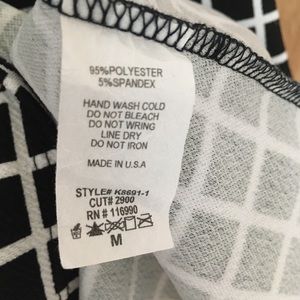 95%POLYESTER
5%SPANDEX
HAND WASH COLD
DO NOT BLEACH
DO NOT WRING
LINE DRY
DO NOT IRON
MADE IN U.S.A
STYLE# K8691-1
CUT# 2900
RN # 116990
M